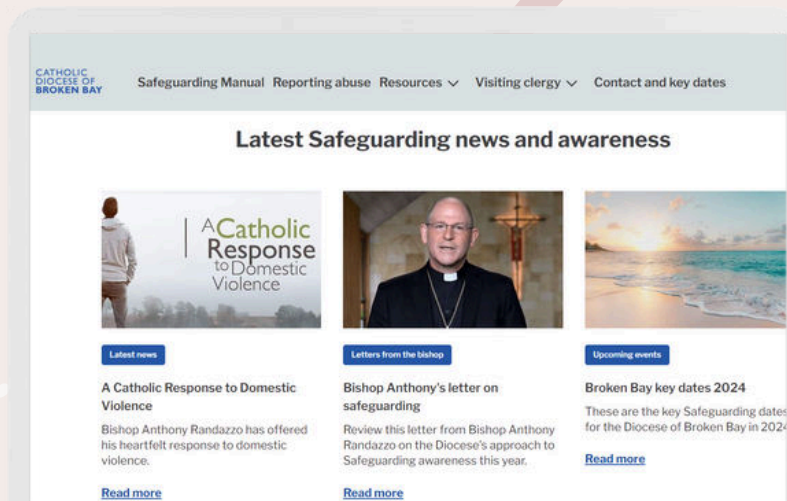 CATHOLIC
DIOCESE OF
BROKEN BAY
Safeguarding Manual Reporting abuse Resources Visiting clergy Contact and key dates
Latest Safeguarding news and awareness
A Catholic
Response
to Domestic
Violence
Latest news
A Catholic Response to Domestic
Violence
Bishop Anthony Randazzo has offered
his heartfelt response to domestic
violence.
Read more
Letters from the bishop
Bishop Anthony's letter on
safeguarding
Review this letter from Bishop Anthony
Randazzo on the Diocese's approach to
Safeguarding awareness this year.
Read more
Upcoming events
Broken Bay key dates 2024
These are the key Safeguarding dates
for the Diocese of Broken Bay in 2024
Read more